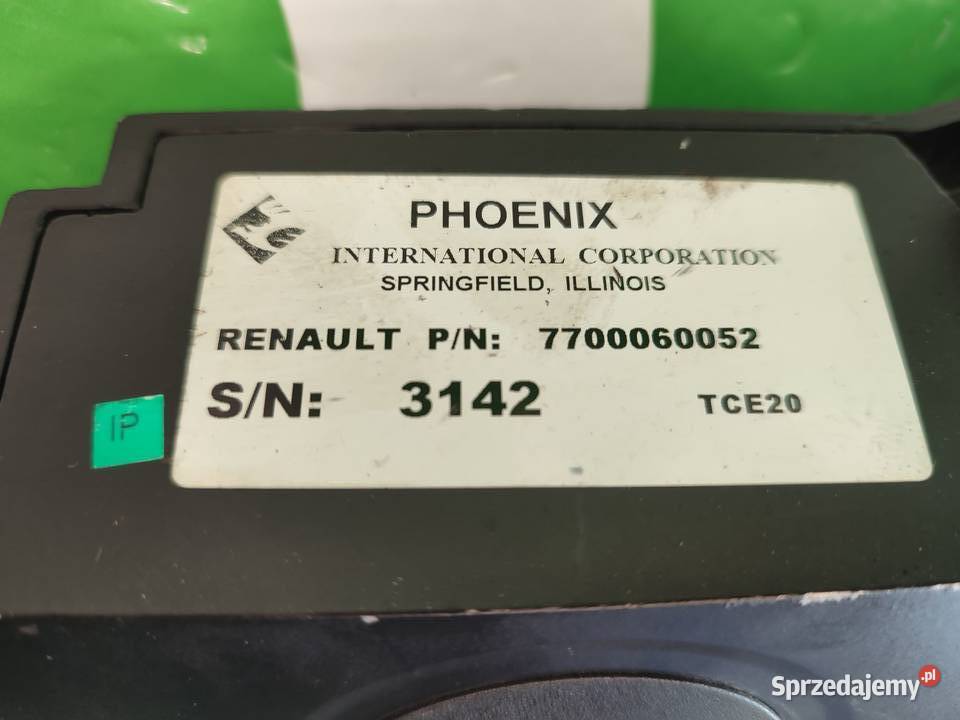 PHOENIX
INTERNATIONAL CORPORATION
SPRINGFIELD, ILLINOIS
RENAULT P/N: 7700060052
S/N: 3142 TCE20
IP
Sprzedajemy.pl